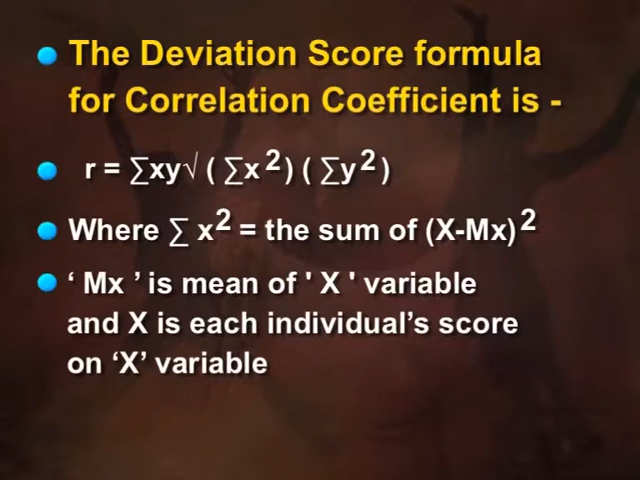 The Deviation Score formula
for Correlation Coefficient is -
r = ∑xy√ ( ∑x²) ( ∑y²)
Where ∑ x² = the sum of (X-Mx)²
‘ Mx ’ is mean of ' X ' variable
and X is each individual’s score
on ‘X’ variable